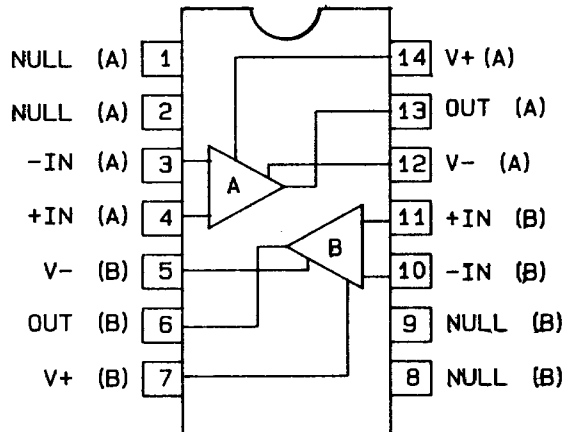 NULL (A) 1 14 V+(A)
NULL (A) 2 13 OUT (A)
-IN (A) 3 12 V- (A)
A
+IN (A) 4 11 +IN (B)
B
V- (B) 5 10 -IN (B)
OUT (B) 6 9 NULL (B)
V+ (B) 7 8 NULL (B)